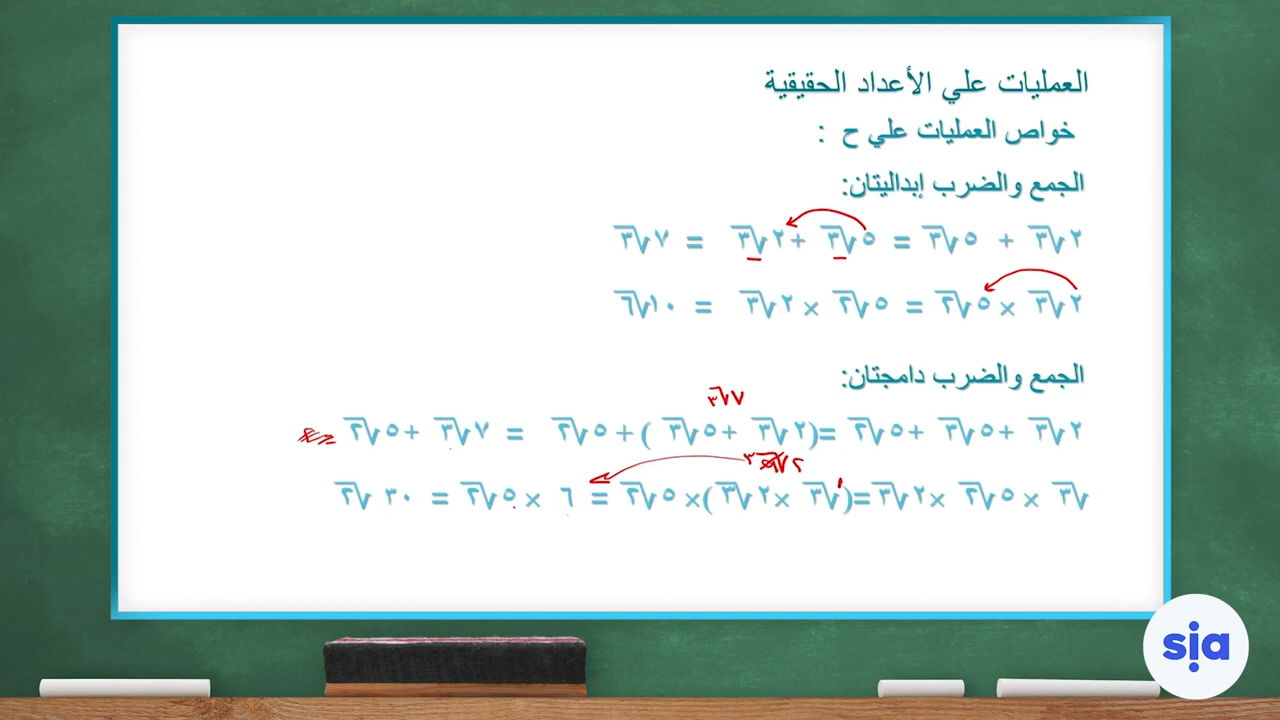 العمليات علي الأعداد الحقيقية
خواص العمليات علي ح :
الجمع والضرب إبداليتان:
٢√٣ + ٥√٣ = ٥√٣ + ٢√٣ = ٧√٣
٢√٣ × ٥√٢ = ٥√٢ × ٢√٣ = ١٠√٦
الجمع والضرب دامجتان:
٧√٣
٢√٣ + ٥√٣ + ٥√٢ = (٢√٣ + ٥√٣) + ٥√٢ = ٧√٣ + ٥√٢
√٣ × ٥√٢ × ٢√٣ = (√٣ × ٢√٣) × ٥√٢ = ٦ × ٥√٢ = ٣٠√٢
sia